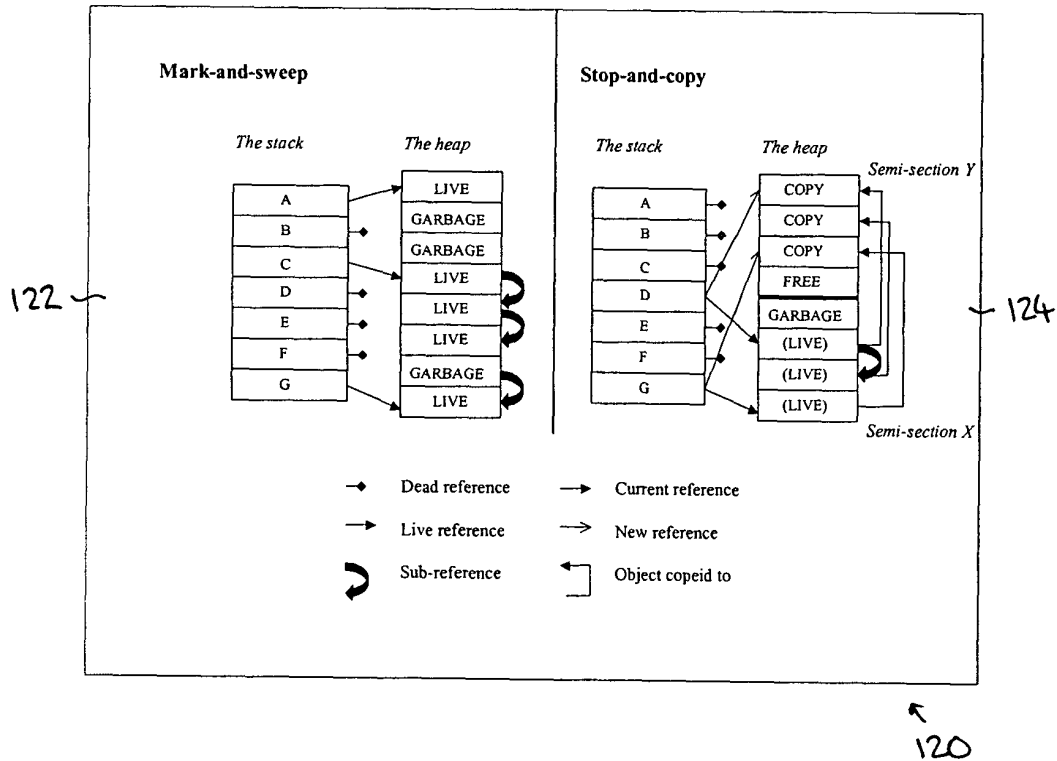 Mark-and-sweep
The stack
The heap
A
B
C
D
E
F
G
LIVE
GARBAGE
GARBAGE
LIVE
LIVE
LIVE
GARBAGE
LIVE
122
Stop-and-copy
The stack
The heap
Semi-section Y
A
B
C
D
E
F
G
COPY
COPY
COPY
FREE
GARBAGE
(LIVE)
(LIVE)
(LIVE)
Semi-section X
124
Dead reference
Live reference
Sub-reference
Current reference
New reference
Object copeid to
120